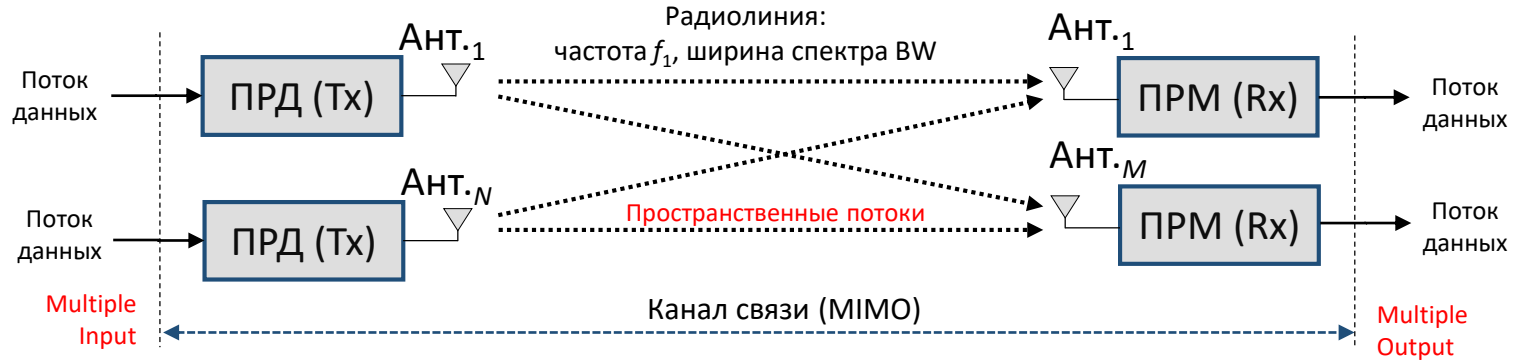 Радиолиния:
частота f₁, ширина спектра BW
Ант.₁
Ант.₁
Поток
данных
ПРД (Tx)
ПРМ (Rx)
Поток
данных
Ант.N
Ант.M
Поток
данных
ПРД (Tx)
Пространственные потоки
ПРМ (Rx)
Поток
данных
Multiple
Input
Канал связи (MIMO)
Multiple
Output